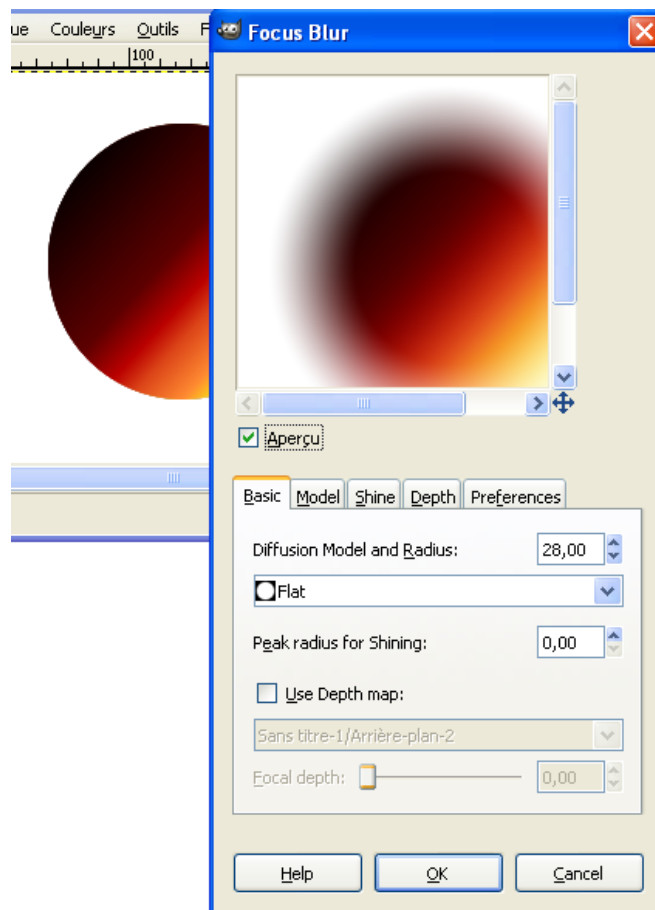 ue Couleurs Outils F
100
Focus Blur
Aperçu
Basic Model Shine Depth Preferences
Diffusion Model and Radius: 28,00
Flat
Peak radius for Shining: 0,00
Use Depth map:
Sans titre-1/Arrière-plan-2
Focal depth: 0,00
Help OK Cancel